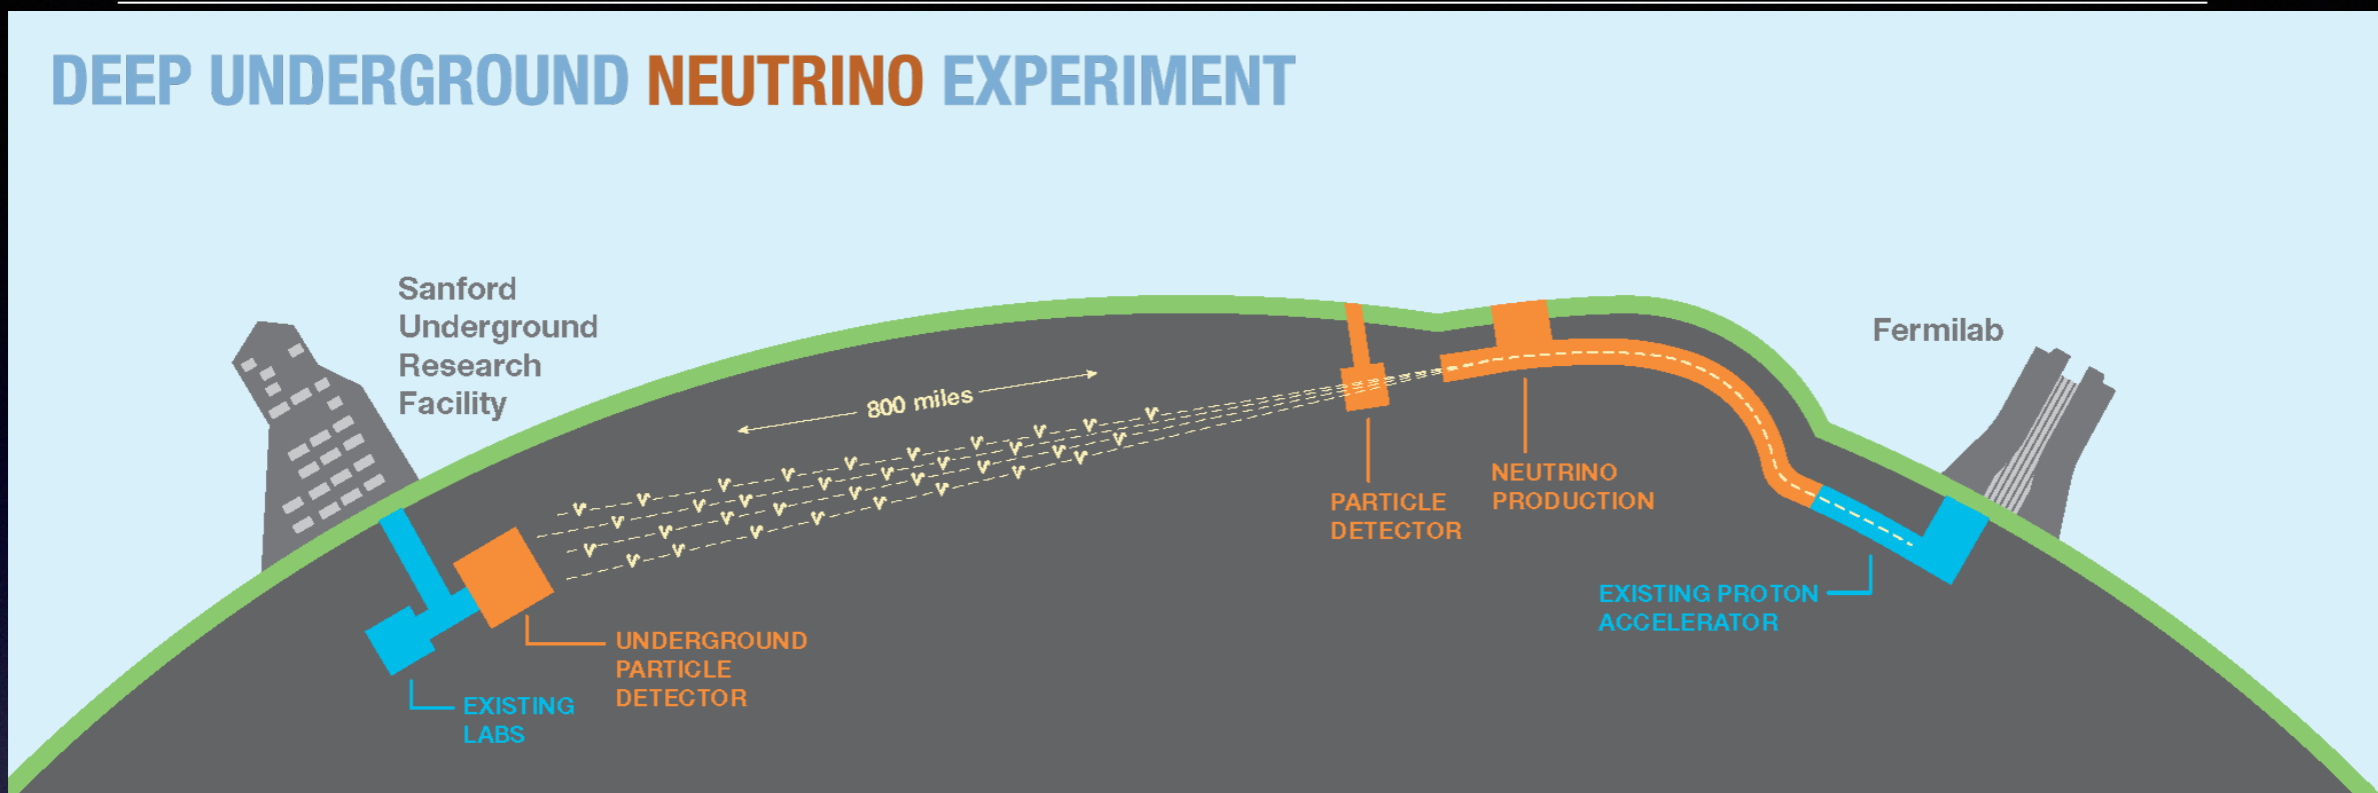 DEEP UNDERGROUND NEUTRINO EXPERIMENT
Sanford
Underground
Research
Facility
Fermilab
800 miles
PARTICLE
DETECTOR
NEUTRINO
PRODUCTION
EXISTING PROTON
ACCELERATOR
UNDERGROUND
PARTICLE
DETECTOR
EXISTING
LABS